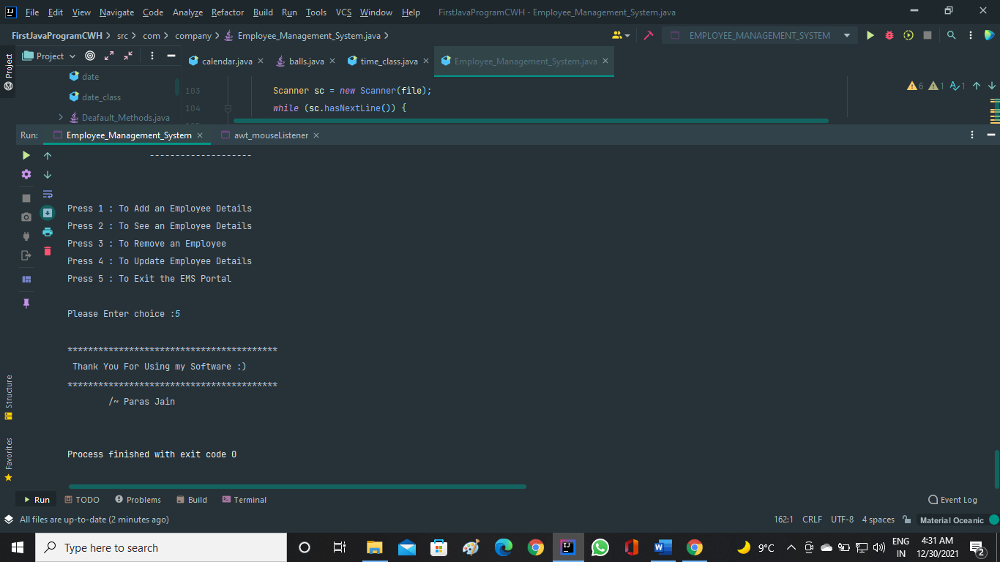 File Edit View Navigate Code Analyze Refactor Build Run Tools VCS Window Help FirstJavaProgramCWH - Employee_Management_System.java
FirstJavaProgramCWH src com company Employee_Management_System.java EMPLOYEE_MANAGEMENT_SYSTEM
Project
Project
calendar.java balls.java time_class.java Employee_Management_System.java
date
date_class
Deafault_Methods.java
103 Scanner sc = new Scanner(file);
104 while (sc.hasNextLine()) {
6 1 1
Run: Employee_Management_System awt_mouseListener
--------------------
Press 1 : To Add an Employee Details
Press 2 : To See an Employee Details
Press 3 : To Remove an Employee
Press 4 : To Update Employee Details
Press 5 : To Exit the EMS Portal
Please Enter choice :5
*****************************************
Thank You For Using my Software :)
*****************************************
/~ Paras Jain
Process finished with exit code 0
Structure
Favorites
Run TODO Problems Build Terminal Event Log
All files are up-to-date (2 minutes ago) 162:1 CRLF UTF-8 4 spaces Material Oceanic
Type here to search 9°C ENG IN 4:31 AM 12/30/2021 2